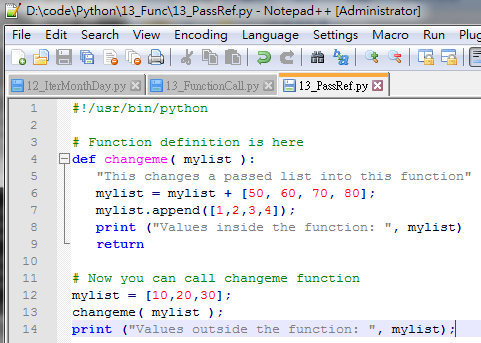 D:\code\Python\13_Func\13_PassRef.py - Notepad++ [Administrator]
File Edit Search View Encoding Language Settings Macro Run Plug
12_IterMonthDay.py 13_FunctionCall.py 13_PassRef.py
1 #!/usr/bin/python
2
3 # Function definition is here
4 def changeme( mylist ):
5 "This changes a passed list into this function"
6 mylist = mylist + [50, 60, 70, 80];
7 mylist.append([1,2,3,4]);
8 print ("Values inside the function: ", mylist)
9 return
10
11 # Now you can call changeme function
12 mylist = [10,20,30];
13 changeme( mylist );
14 print ("Values outside the function: ", mylist);